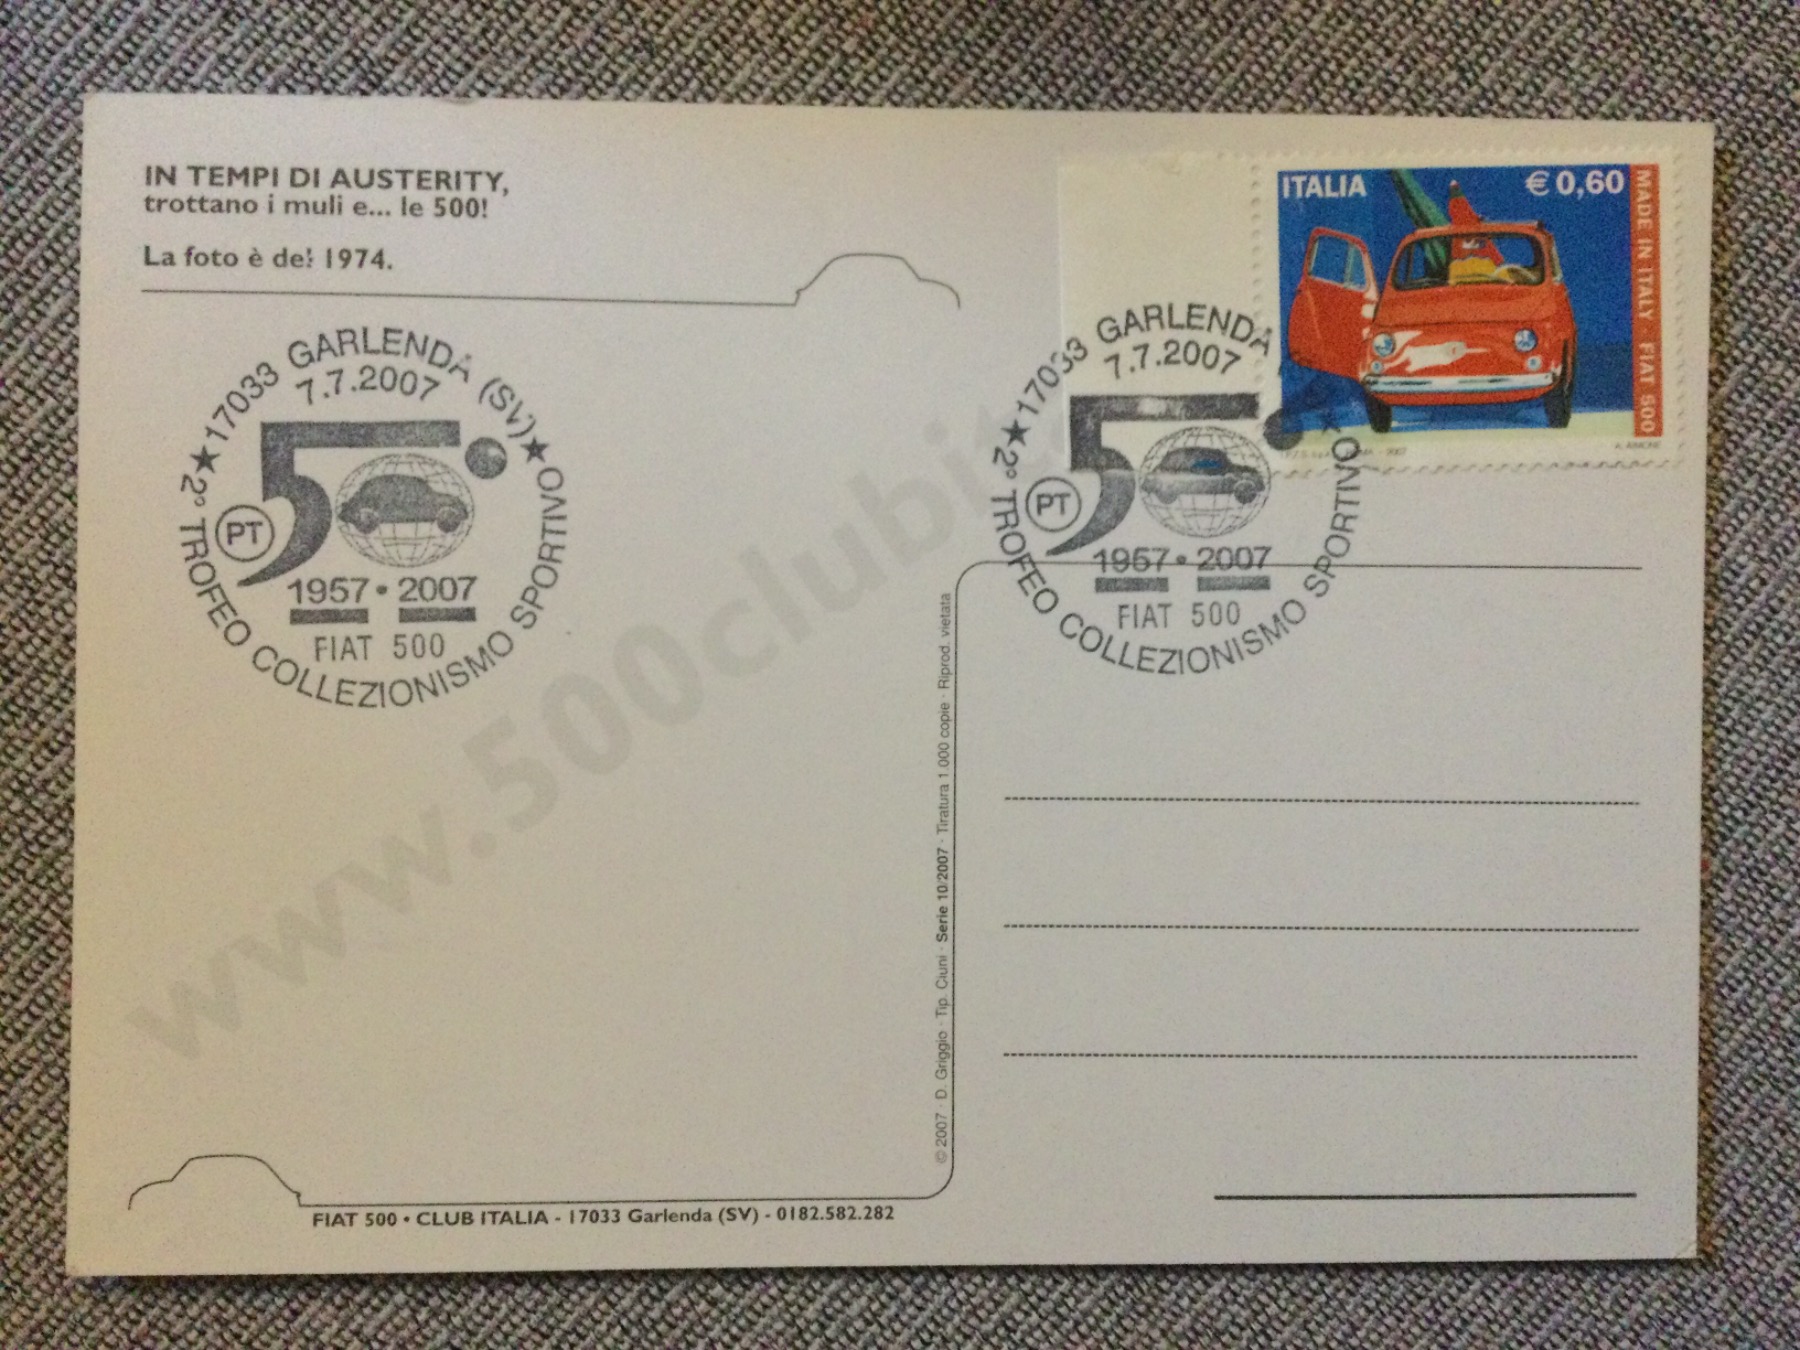 IN TEMPI DI AUSTERITY,
trottano i muli e... le 500!
La foto è del 1974.
ITALIA
€ 0,60
MADE IN ITALY · FIAT 500
★ 17033 GARLENDA (SV) ★
7.7.2007
50
PT
1957 • 2007
FIAT 500
2° TROFEO COLLEZIONISMO SPORTIVO
★ 17033 GARLENDA
7.7.2007
50
PT
1957 • 2007
FIAT 500
2° TROFEO COLLEZIONISMO SPORTIVO
www.500clubit
© 2007 · D. Griggio · Tip. Ciuni · Serie 10/2007 · Tiratura 1.000 copie · Riprod. vietata
FIAT 500 • CLUB ITALIA - 17033 Garlenda (SV) - 0182.582.282